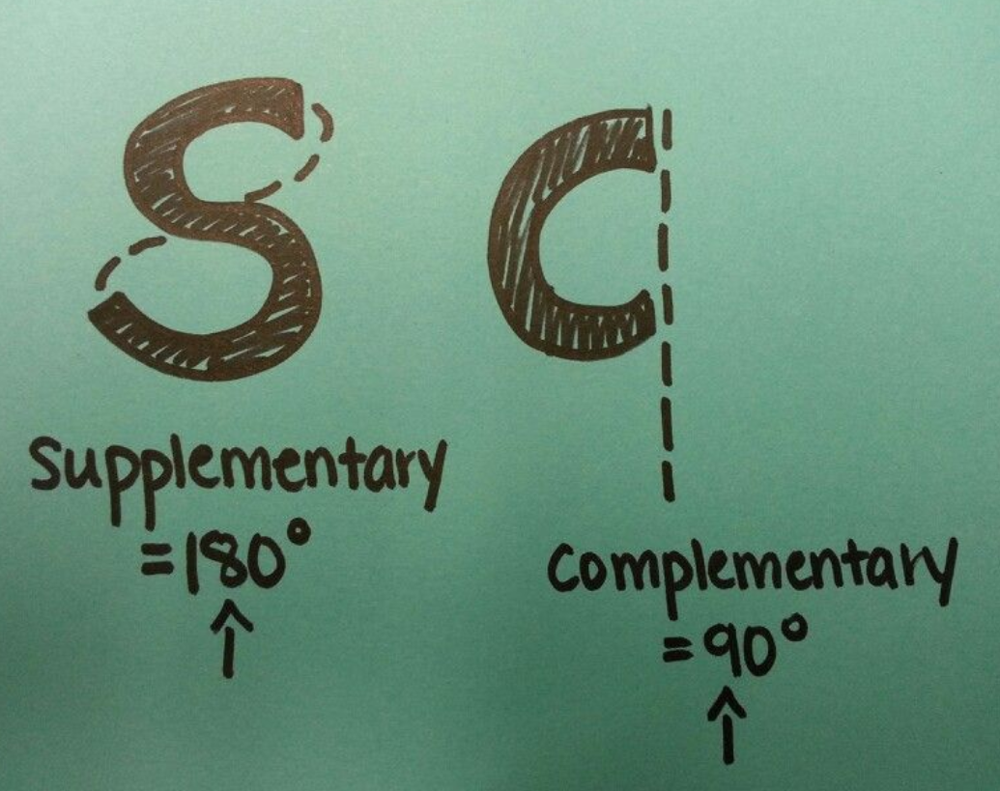 S
Supplementary
=180°
↑
C
Complementary
=90°
↑